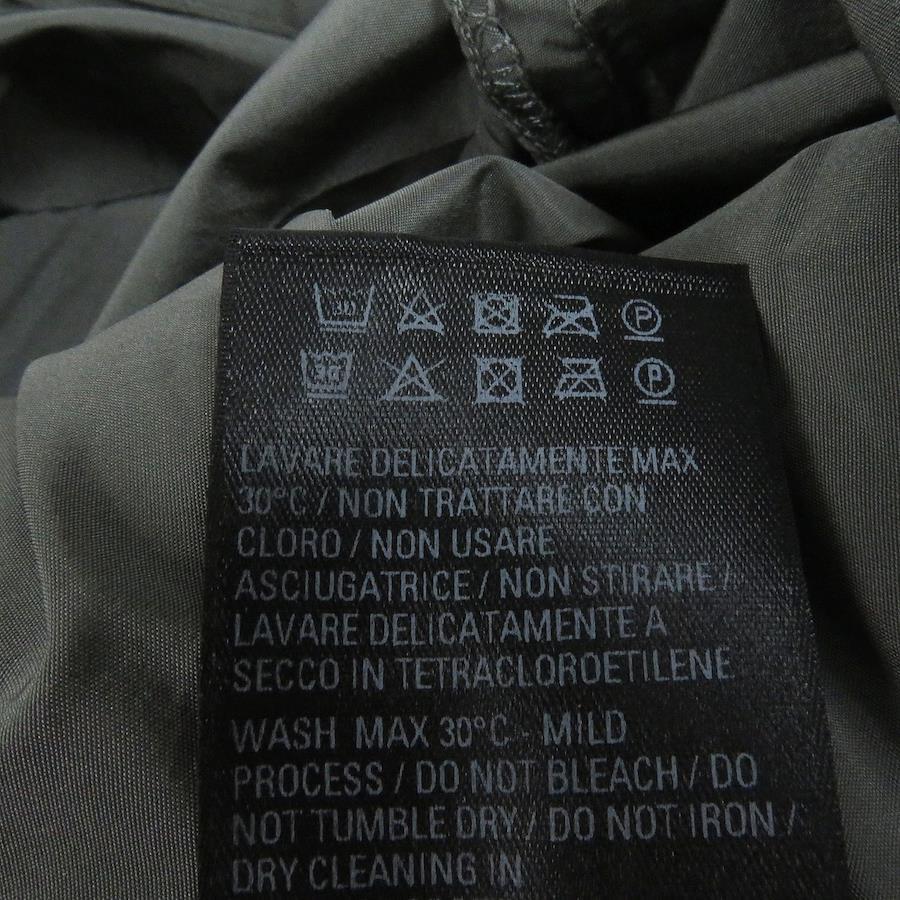 30 P
30 P
LAVARE DELICATAMENTE MAX
30°C / NON TRATTARE CON
CLORO / NON USARE
ASCIUGATRICE / NON STIRARE /
LAVARE DELICATAMENTE A
SECCO IN TETRACLOROETILENE
WASH MAX 30°C - MILD
PROCESS / DO NOT BLEACH / DO
NOT TUMBLE DRY / DO NOT IRON /
DRY CLEANING IN